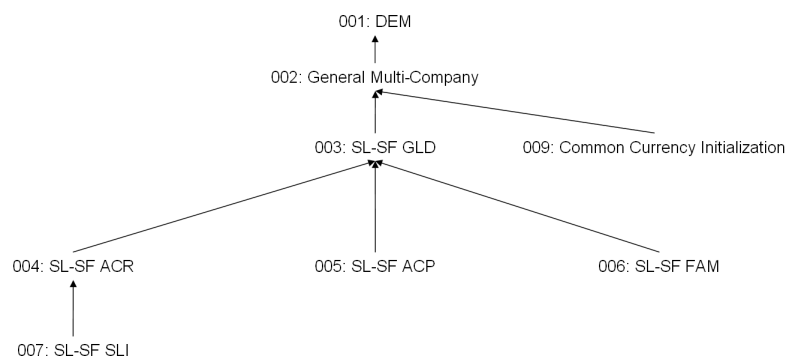 001: DEM
002: General Multi-Company
003: SL-SF GLD
009: Common Currency Initialization
004: SL-SF ACR
005: SL-SF ACP
006: SL-SF FAM
007: SL-SF SLI